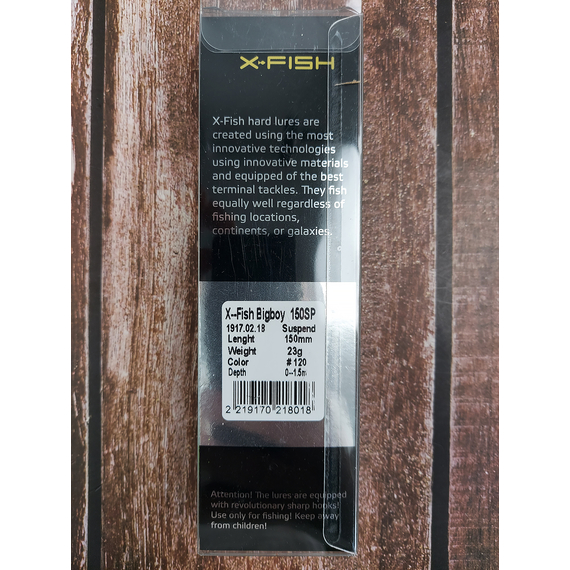 X-FISH
X-Fish hard lures are
created using the most
innovative technologies
using innovative materials
and equipped of the best
terminal tackles. They fish
equally well regardless of
fishing locations,
continents, or galaxies.
X--Fish Bigboy 150SP
1917.02.18 Suspend
Lenght 150mm
Weight 23g
Color # 120
Depth 0--1.5m
2 219170 218018
Attention! The lures are equipped
with revolutionary sharp hooks!
Use only for fishing! Keep away
from children!